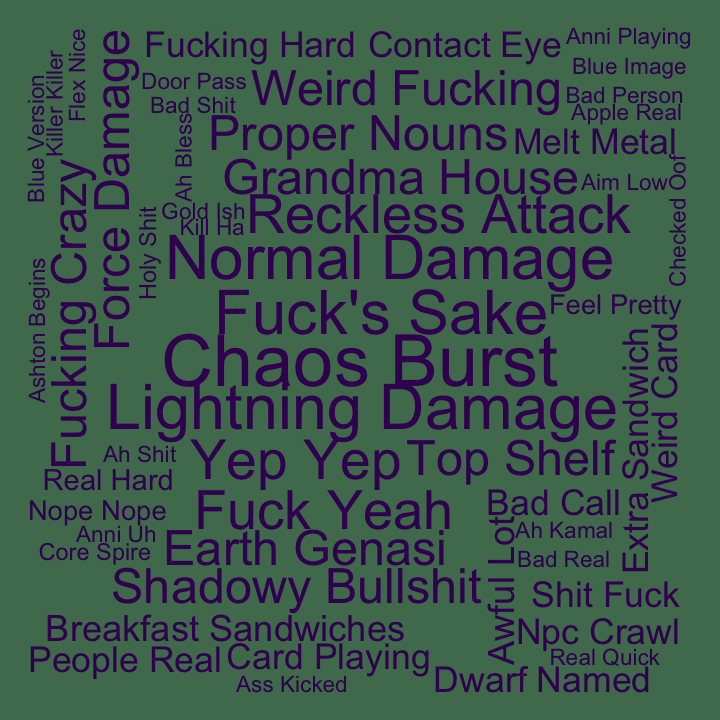 Fucking Hard
Contact Eye
Anni Playing
Blue Image
Door Pass
Weird Fucking
Bad Person
Bad Shit
Apple Real
Flex Nice
Killer Killer
Blue Version
Force Damage
Proper Nouns
Melt Metal
Ah Bless
Grandma House
Aim Low
Checked Oof
Gold Ish
Reckless Attack
Kill Ha
Holy Shit
Fucking Crazy
Normal Damage
Ashton Begins
Fuck's Sake
Feel Pretty
Chaos Burst
Extra Sandwich
Weird Card
Lightning Damage
Ah Shit
Yep Yep
Top Shelf
Real Hard
Nope Nope
Fuck Yeah
Bad Call
Anni Uh
Ah Kamal
Core Spire
Earth Genasi
Awful Lot
Bad Real
Shadowy Bullshit
Shit Fuck
Breakfast Sandwiches
Npc Crawl
People Real
Card Playing
Real Quick
Ass Kicked
Dwarf Named